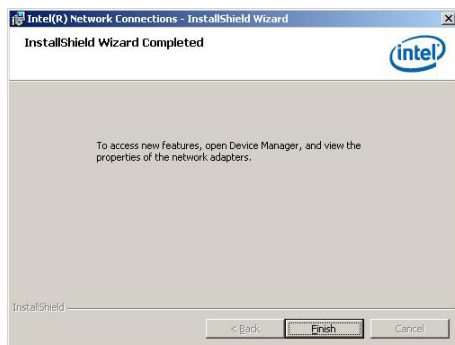 Intel(R) Network Connections - InstallShield Wizard
InstallShield Wizard Completed
intel
To access new features, open Device Manager, and view the
properties of the network adapters.
InstallShield
< Back
Finish
Cancel